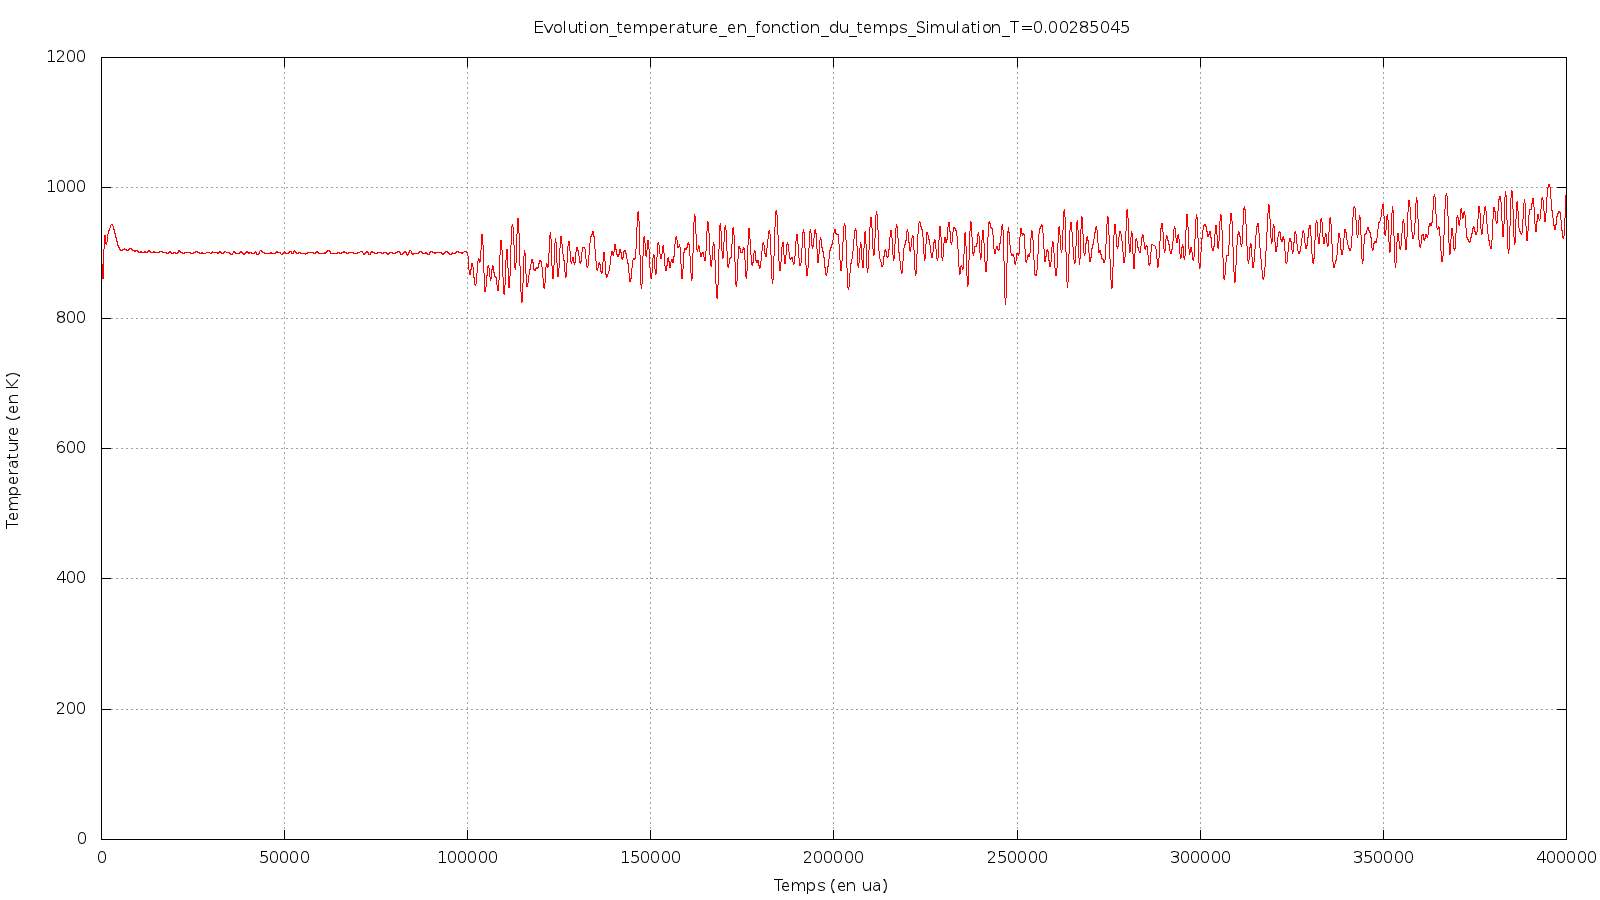 Evolution_temperature_en_fonction_du_temps_Simulation_T=0.00285045
1200
1000
800
600
400
200
0
Temperature (en K)
0 50000 100000 150000 200000 250000 300000 350000 400000
Temps (en ua)